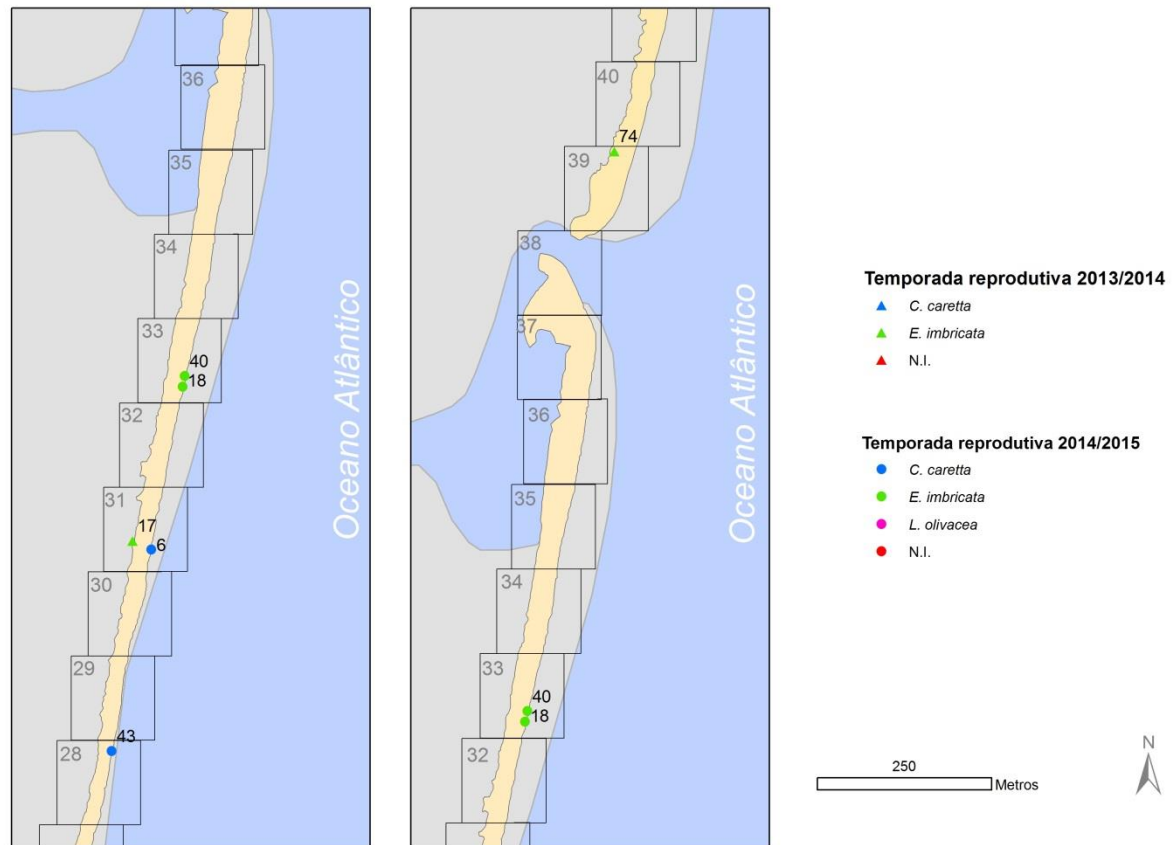 36
35
34
33
40
18
32
31
17
6
30
29
43
28
Oceano Atlântico
40
74
39
38
37
36
35
34
33
40
18
32
Oceano Atlântico
Temporada reprodutiva 2013/2014
C. caretta
E. imbricata
N.I.
Temporada reprodutiva 2014/2015
C. caretta
E. imbricata
L. olivacea
N.I.
250
Metros
N